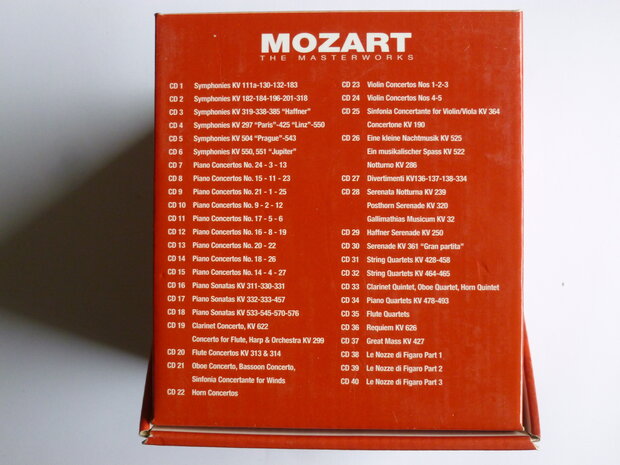 MOZART
THE MASTERWORKS
CD 1 Symphonies KV 111a-130-132-183
CD 2 Symphonies KV 182-184-196-201-318
CD 3 Symphonies KV 319-338-385 “Haffner”
CD 4 Symphonies KV 297 “Paris”-425 “Linz”-550
CD 5 Symphonies KV 504 “Prague”-543
CD 6 Symphonies KV 550, 551 “Jupiter”
CD 7 Piano Concertos No. 24 - 3 - 13
CD 8 Piano Concertos No. 15 - 11 - 23
CD 9 Piano Concertos No. 21 - 1 - 25
CD 10 Piano Concertos No. 9 - 2 - 12
CD 11 Piano Concertos No. 17 - 5 - 6
CD 12 Piano Concertos No. 16 - 8 - 19
CD 13 Piano Concertos No. 20 - 22
CD 14 Piano Concertos No. 18 - 26
CD 15 Piano Concertos No. 14 - 4 - 27
CD 16 Piano Sonatas KV 311-330-331
CD 17 Piano Sonatas KV 332-333-457
CD 18 Piano Sonatas KV 533-545-570-576
CD 19 Clarinet Concerto, KV 622
Concerto for Flute, Harp & Orchestra KV 299
CD 20 Flute Concertos KV 313 & 314
CD 21 Oboe Concerto, Bassoon Concerto,
Sinfonia Concertante for Winds
CD 22 Horn Concertos
CD 23 Violin Concertos Nos 1-2-3
CD 24 Violin Concertos Nos 4-5
CD 25 Sinfonia Concertante for Violin/Viola KV 364
Concertone KV 190
CD 26 Eine kleine Nachtmusik KV 525
Ein musikalischer Spass KV 522
Notturno KV 286
CD 27 Divertimenti KV136-137-138-334
CD 28 Serenata Notturna KV 239
Posthorn Serenade KV 320
Gallimathias Musicum KV 32
CD 29 Haffner Serenade KV 250
CD 30 Serenade KV 361 “Gran partita”
CD 31 String Quartets KV 428-458
CD 32 String Quartets KV 464-465
CD 33 Clarinet Quintet, Oboe Quartet, Horn Quintet
CD 34 Piano Quartets KV 478-493
CD 35 Flute Quartets
CD 36 Requiem KV 626
CD 37 Great Mass KV 427
CD 38 Le Nozze di Figaro Part 1
CD 39 Le Nozze di Figaro Part 2
CD 40 Le Nozze di Figaro Part 3